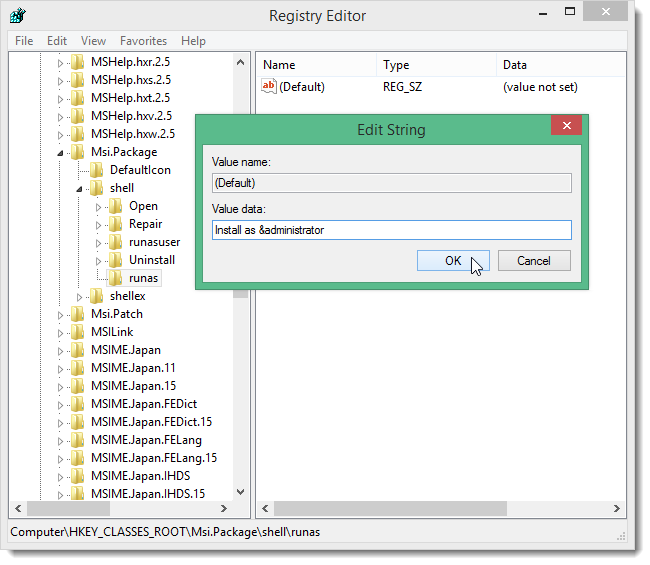 Registry Editor
File Edit View Favorites Help
MSHelp.hxr.2.5
MSHelp.hxs.2.5
MSHelp.hxt.2.5
MSHelp.hxv.2.5
MSHelp.hxw.2.5
Msi.Package
DefaultIcon
shell
Open
Repair
runasuser
Uninstall
runas
shellex
Msi.Patch
MSILink
MSIME.Japan
MSIME.Japan.11
MSIME.Japan.15
MSIME.Japan.FEDict
MSIME.Japan.FEDict.15
MSIME.Japan.FELang
MSIME.Japan.FELang.15
MSIME.Japan.IHDS
MSIME.Japan.IHDS.15
Name Type Data
ab (Default) REG_SZ (value not set)
Edit String
Value name:
(Default)
Value data:
Install as &administrator
OK Cancel
Computer\HKEY_CLASSES_ROOT\Msi.Package\shell\runas